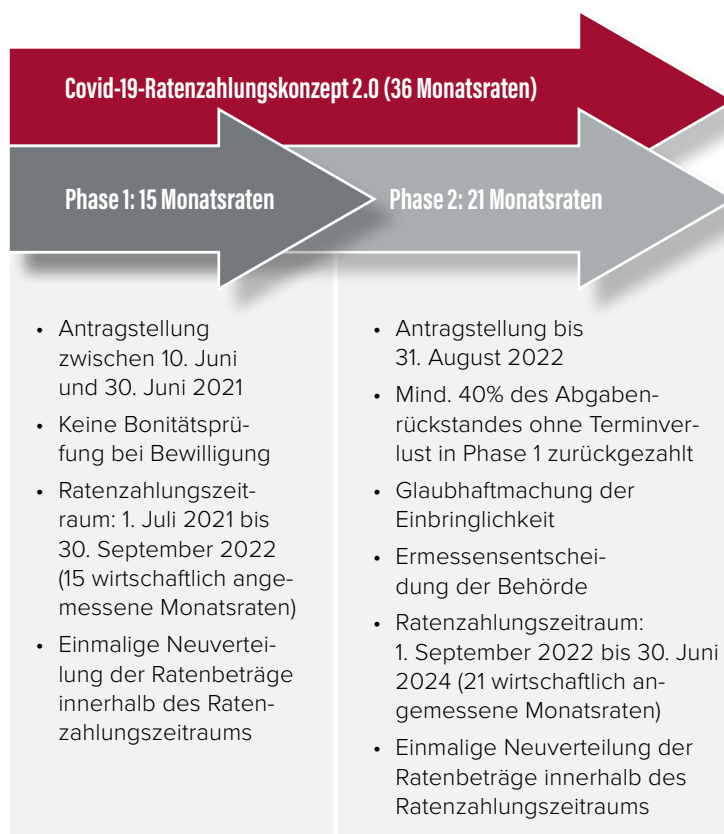 Covid-19-Ratenzahlungskonzept 2.0 (36 Monatsraten)
Phase 1: 15 Monatsraten
Phase 2: 21 Monatsraten
• Antragstellung
zwischen 10. Juni
und 30. Juni 2021
• Keine Bonitätsprü-
fung bei Bewilligung
• Ratenzahlungszeit-
raum: 1. Juli 2021 bis
30. September 2022
(15 wirtschaftlich ange-
messene Monatsraten)
• Einmalige Neuvertei-
lung der Ratenbeträge
innerhalb des Raten-
zahlungszeitraums
• Antragstellung bis
31. August 2022
• Mind. 40% des Abgaben-
rückstandes ohne Terminver-
lust in Phase 1 zurückgezahlt
• Glaubhaftmachung der
Einbringlichkeit
• Ermessensentschei-
dung der Behörde
• Ratenzahlungszeitraum:
1. September 2022 bis 30. Juni
2024 (21 wirtschaftlich an-
gemessene Monatsraten)
• Einmalige Neuverteilung der
Ratenbeträge innerhalb des
Ratenzahlungszeitraums